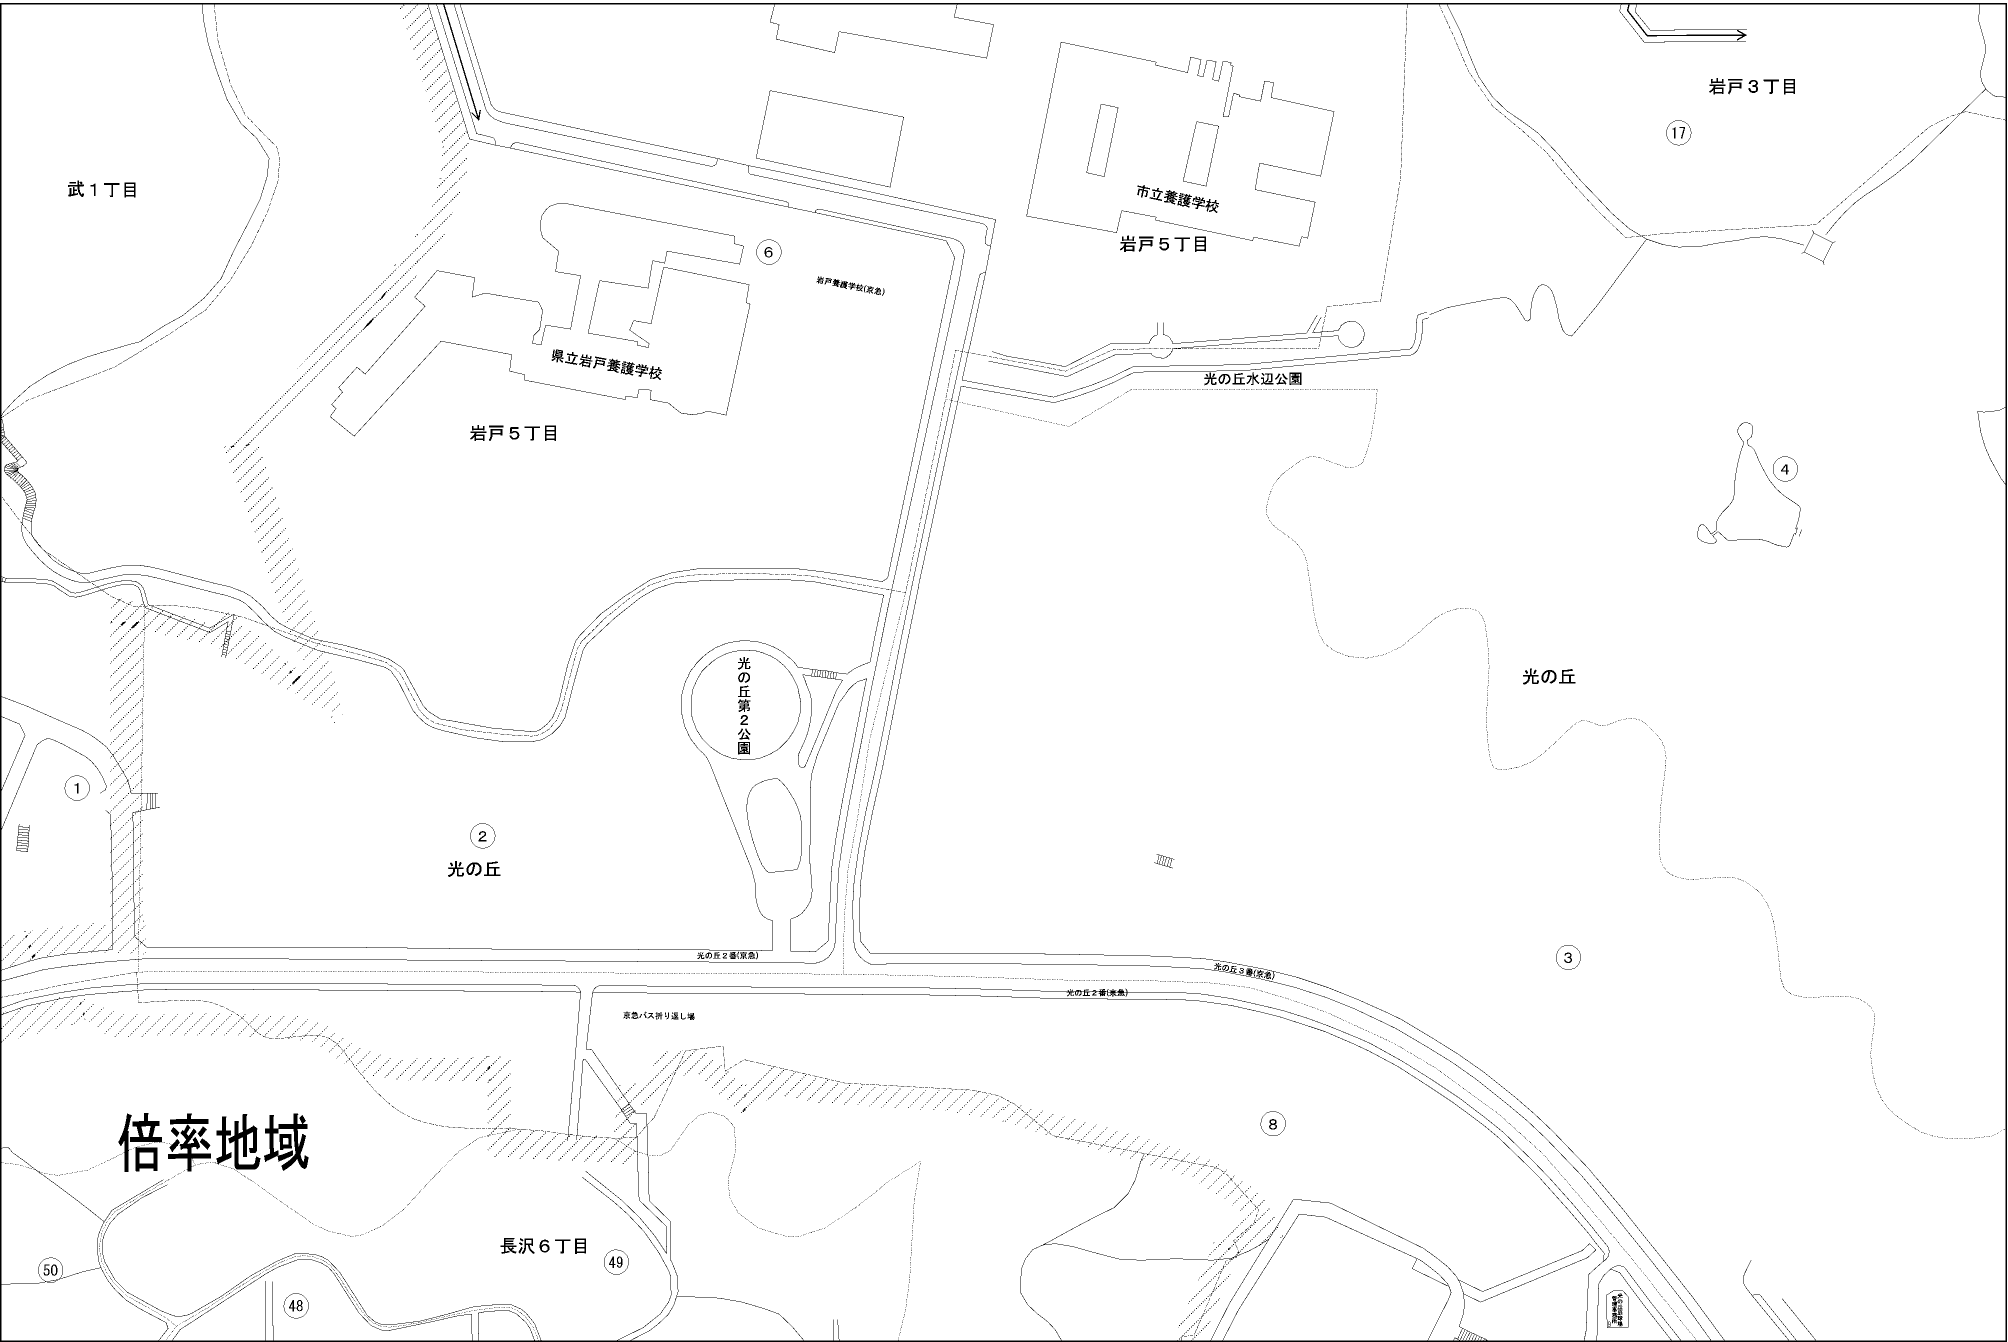 岩戸３丁目
17
武１丁目
市立養護学校
岩戸５丁目
6
岩戸養護学校(京急)
県立岩戸養護学校
光の丘水辺公園
岩戸５丁目
4
光の丘第２公園
光の丘
1
2
光の丘
光の丘２番(京急)
3
光の丘３番(京急)
光の丘２番(京急)
京急バス折り返し場
8
倍率地域
長沢６丁目
49
50
48